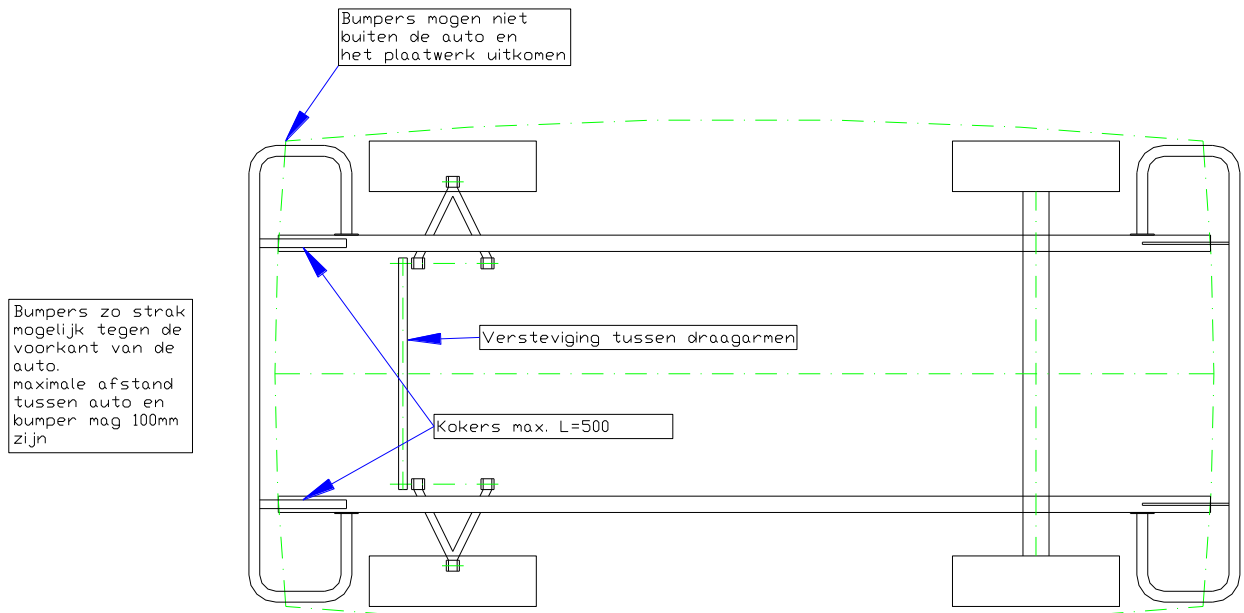 Bumpers mogen niet
buiten de auto en
het plaatwerk uitkomen
Bumpers zo strak
mogelijk tegen de
voorkant van de
auto.
maximale afstand
tussen auto en
bumper mag 100mm
zijn
Versteviging tussen draagarmen
Kokers max. L=500